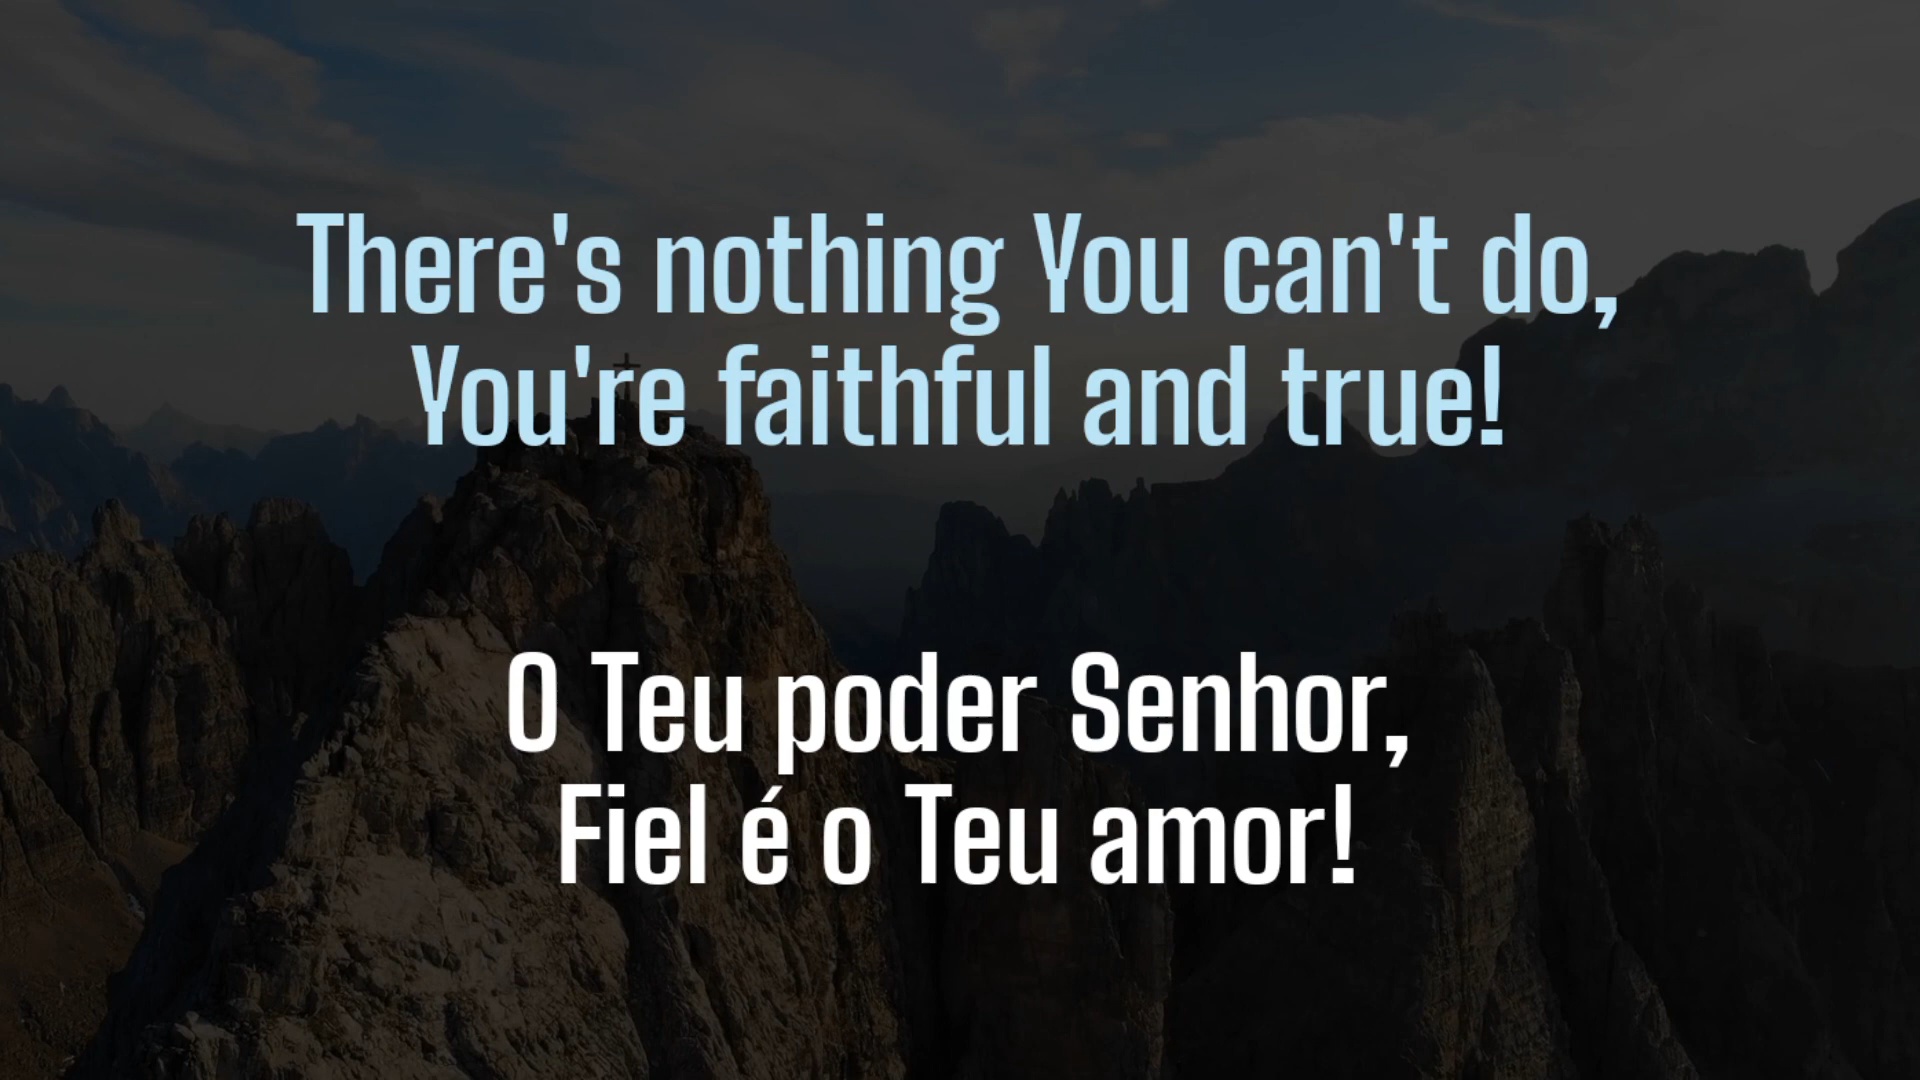 There's nothing You can't do,
You're faithful and true!
O Teu poder Senhor,
Fiel é o Teu amor!